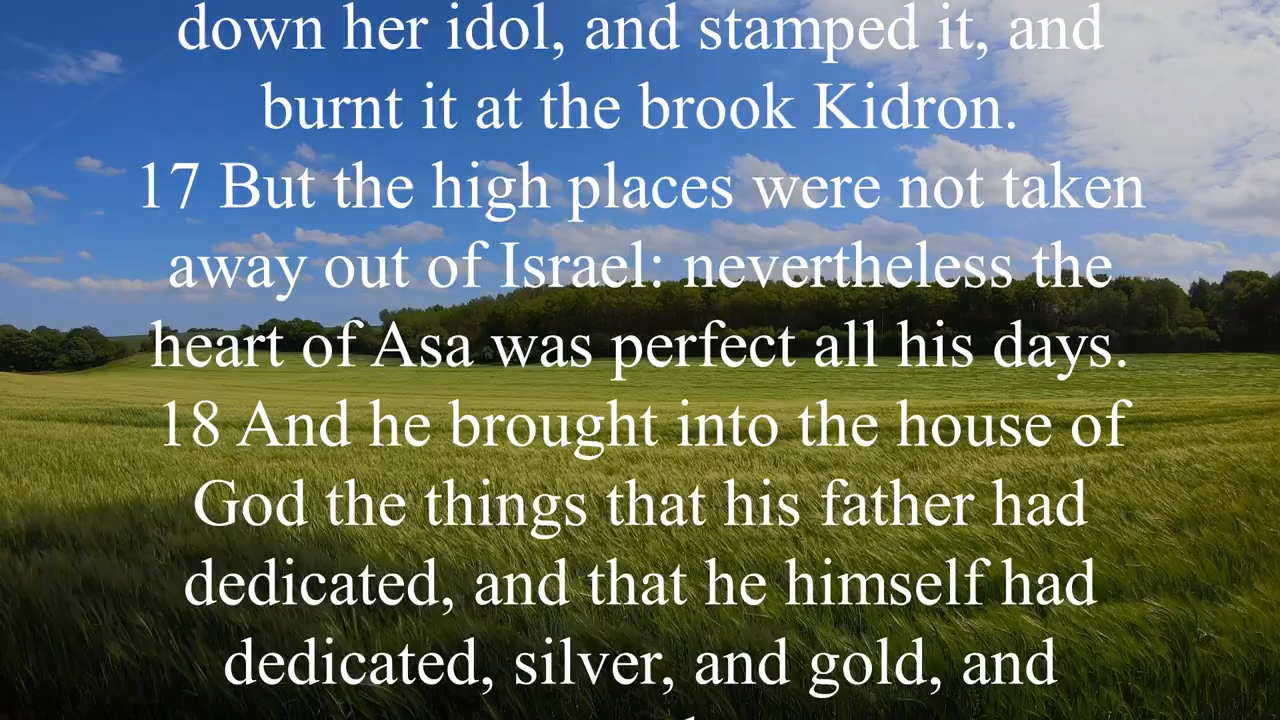 down her idol, and stamped it, and
burnt it at the brook Kidron.
17 But the high places were not taken
away out of Israel: nevertheless the
heart of Asa was perfect all his days.
18 And he brought into the house of
God the things that his father had
dedicated, and that he himself had
dedicated, silver, and gold, and